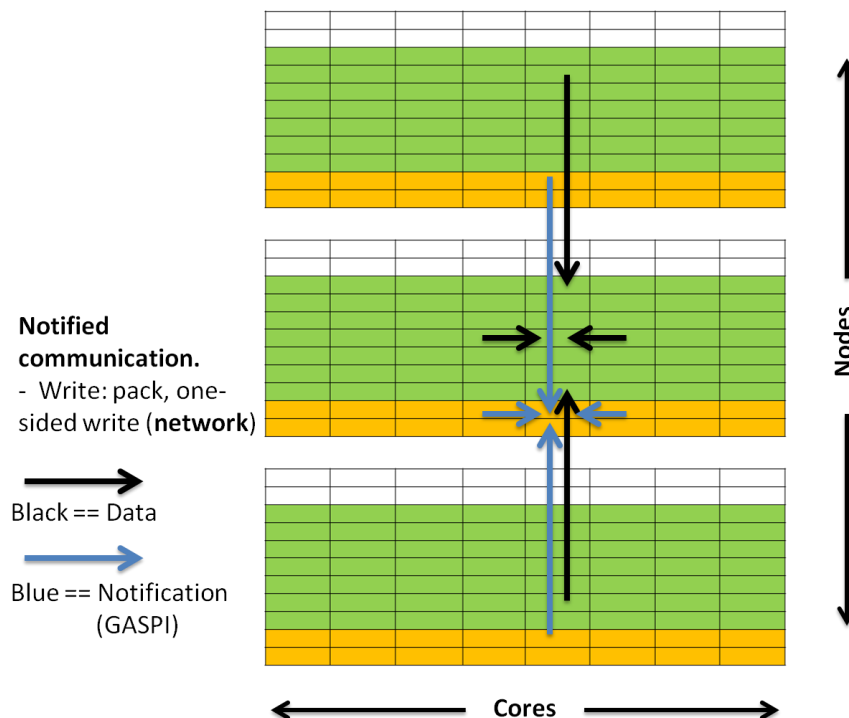 Notified
communication.
- Write: pack, one-
sided write (network)
Black == Data
Blue == Notification
(GASPI)
Nodes
Cores